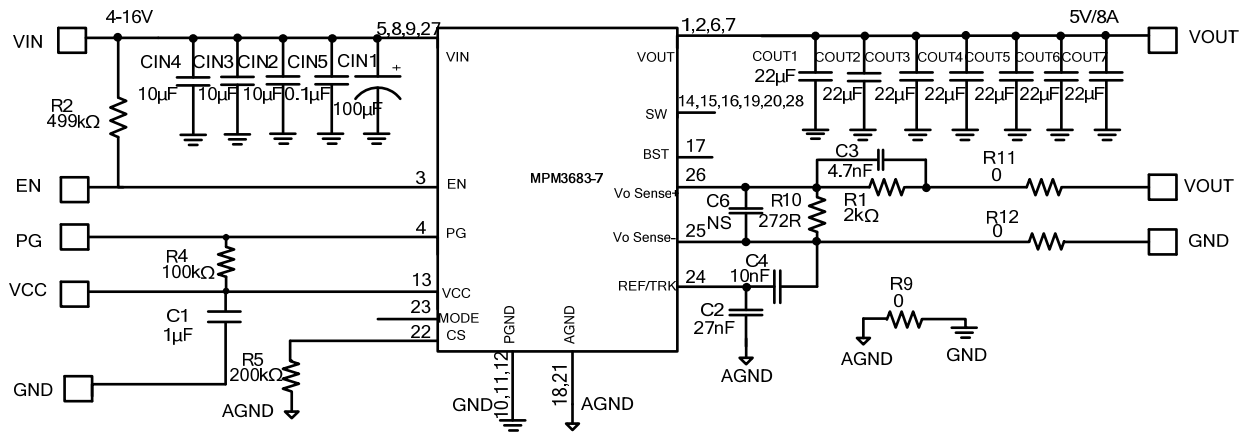 4-16V
5,8,9,27
1,2,6,7
5V/8A
VIN
VOUT
CIN4
CIN3
CIN2
CIN5
CIN1
+
VIN
VOUT
COUT1
COUT2
COUT3
COUT4
COUT5
COUT6
COUT7
10µF
10µF
10µF
0.1µF
100µF
22µF
22µF
22µF
22µF
22µF
22µF
22µF
R2
499kΩ
SW
14,15,16,19,20,28
BST
17
C3
4.7nF
R11
0
EN
3
EN
MPM3683-7
Vo Sense+
26
C6
NS
R10
272R
R1
2kΩ
VOUT
PG
4
PG
Vo Sense-
25
R12
0
GND
R4
100kΩ
C4
10nF
VCC
13
VCC
REF/TRK
24
R9
0
C1
1µF
23
MODE
C2
27nF
22
CS
PGND
AGND
AGND
GND
GND
R5
200kΩ
AGND
AGND
GND
10,11,12
18,21
AGND